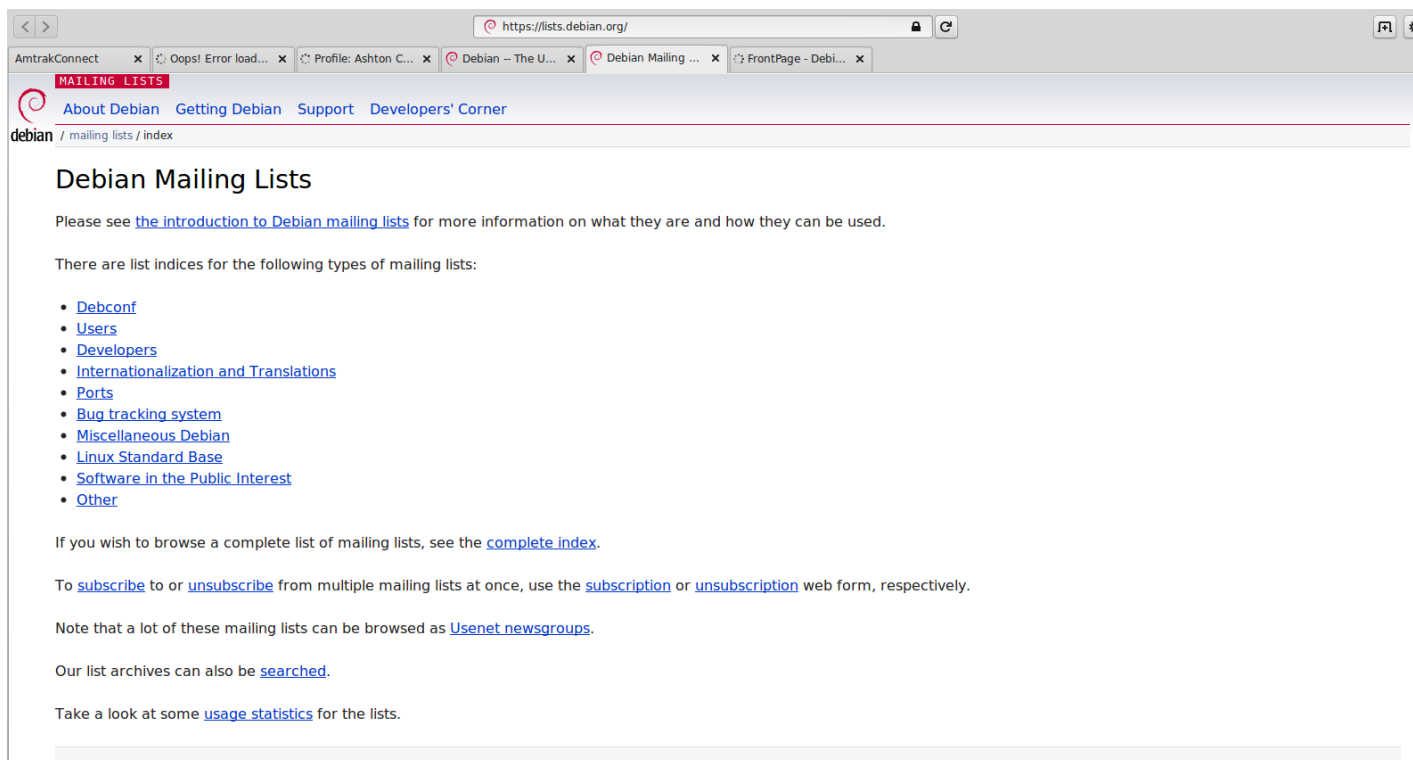 https://lists.debian.org/
AmtrakConnect
Oops! Error load...
Profile: Ashton C...
Debian -- The U...
Debian Mailing ...
FrontPage - Debi...
MAILING LISTS
About Debian Getting Debian Support Developers' Corner
debian / mailing lists / index
Debian Mailing Lists
Please see the introduction to Debian mailing lists for more information on what they are and how they can be used.
There are list indices for the following types of mailing lists:
Debconf
Users
Developers
Internationalization and Translations
Ports
Bug tracking system
Miscellaneous Debian
Linux Standard Base
Software in the Public Interest
Other
If you wish to browse a complete list of mailing lists, see the complete index.
To subscribe to or unsubscribe from multiple mailing lists at once, use the subscription or unsubscription web form, respectively.
Note that a lot of these mailing lists can be browsed as Usenet newsgroups.
Our list archives can also be searched.
Take a look at some usage statistics for the lists.